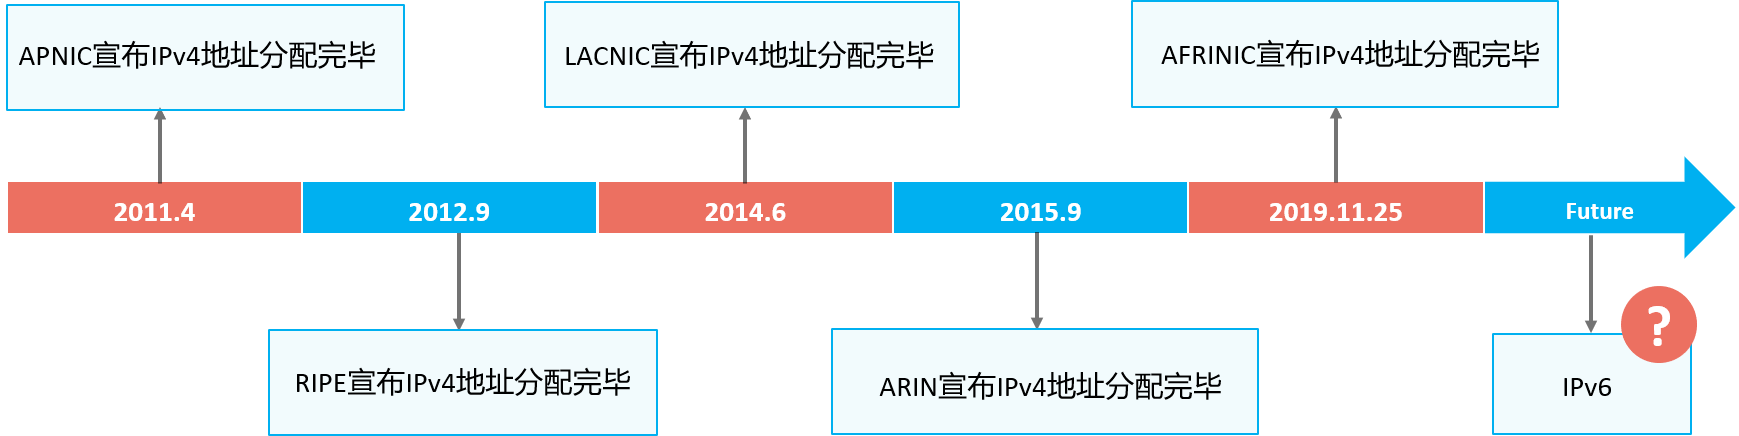 APNIC宣布IPv4地址分配完毕
LACNIC宣布IPv4地址分配完毕
AFRINIC宣布IPv4地址分配完毕
2011.4
2012.9
2014.6
2015.9
2019.11.25
Future
?
RIPE宣布IPv4地址分配完毕
ARIN宣布IPv4地址分配完毕
IPv6